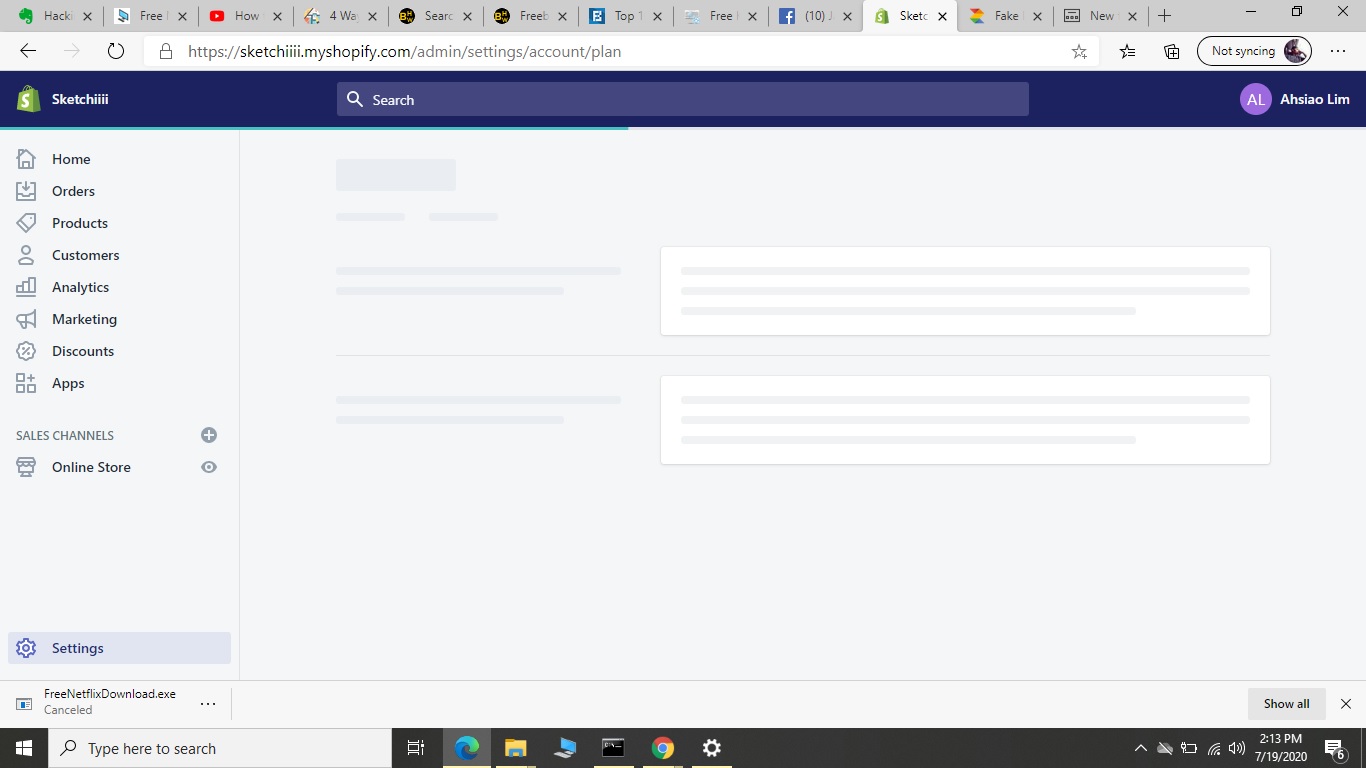 Hacki
Free
How
4 Wa
Searc
Freeb
Top 1
Free
(10) J
Sketc
Fake
New
https://sketchiiii.myshopify.com/admin/settings/account/plan
Not syncing
Sketchiiii
Search
AL
Ahsiao Lim
Home
Orders
Products
Customers
Analytics
Marketing
Discounts
Apps
SALES CHANNELS
Online Store
Settings
FreeNetflixDownload.exe
Canceled
Show all
Type here to search
2:13 PM
7/19/2020
6